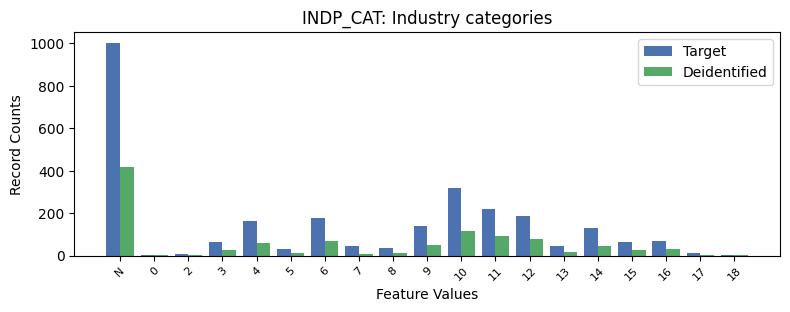 INDP_CAT: Industry categories
Target
Deidentified
Record Counts
1000
800
600
400
200
0
N 0 2 3 4 5 6 7 8 9 10 11 12 13 14 15 16 17 18
Feature Values